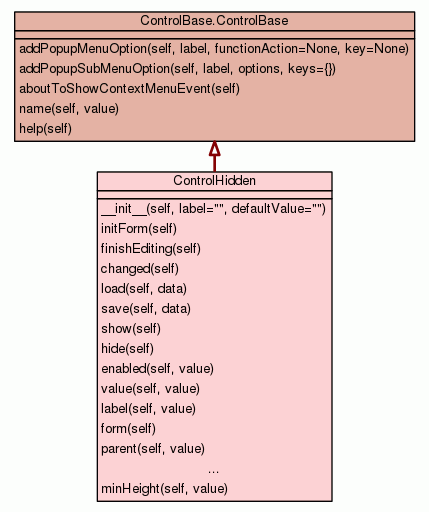 ControlBase.ControlBase
addPopupMenuOption(self, label, functionAction=None, key=None)
addPopupSubMenuOption(self, label, options, keys={})
aboutToShowContextMenuEvent(self)
name(self, value)
help(self)
ControlHidden
__init__(self, label="", defaultValue="")
initForm(self)
finishEditing(self)
changed(self)
load(self, data)
save(self, data)
show(self)
hide(self)
enabled(self, value)
value(self, value)
label(self, value)
form(self)
parent(self, value)
...
minHeight(self, value)